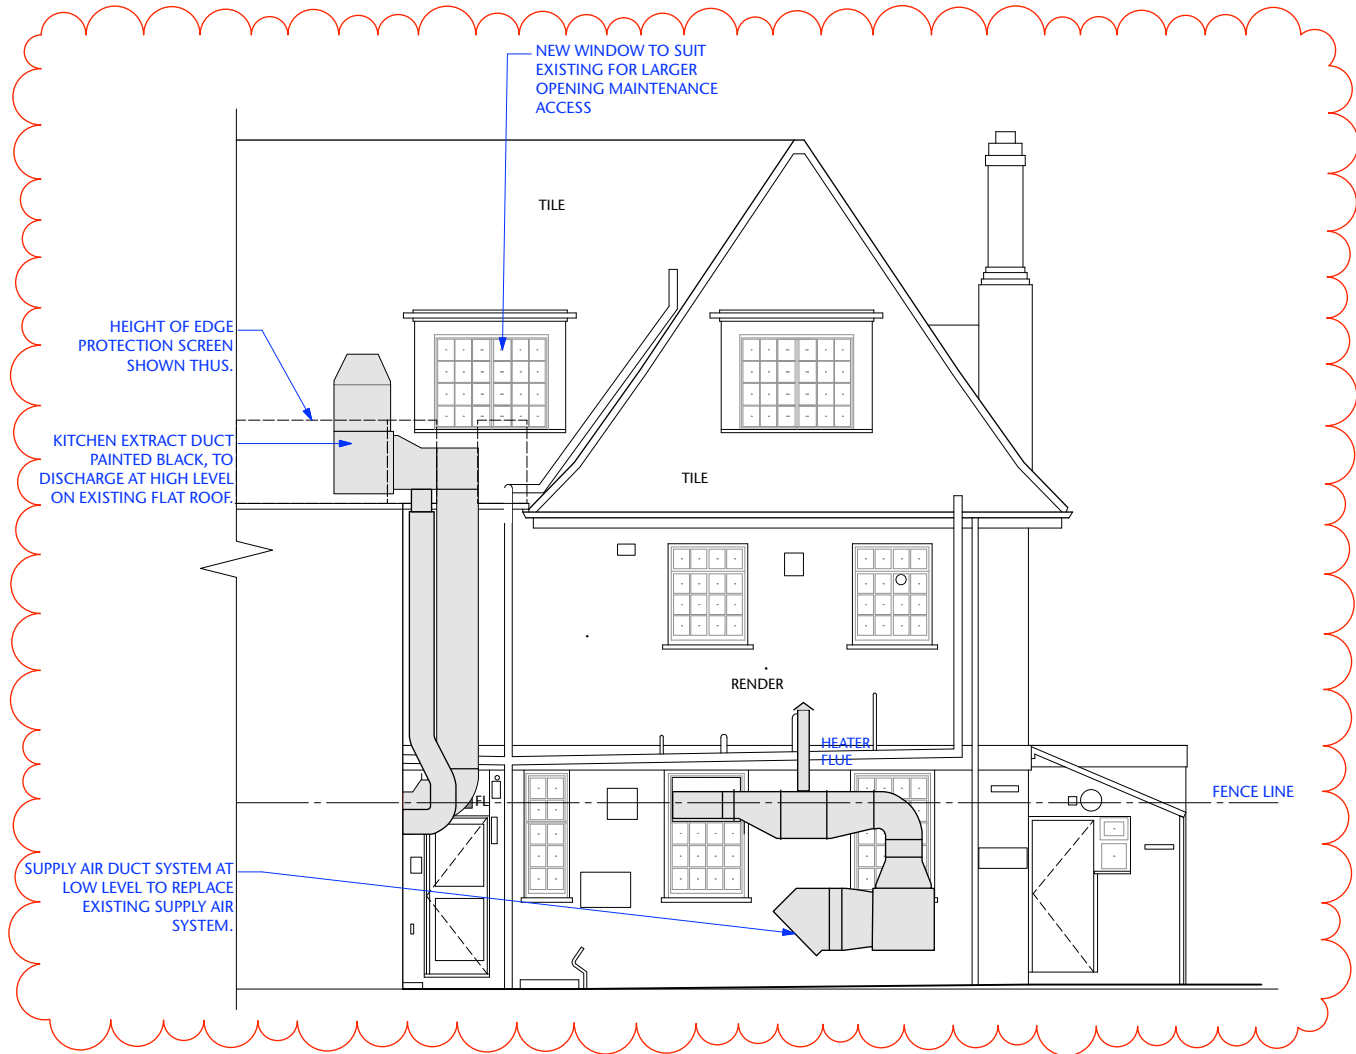 NEW WINDOW TO SUIT
EXISTING FOR LARGER
OPENING MAINTENANCE
ACCESS
TILE
HEIGHT OF EDGE
PROTECTION SCREEN
SHOWN THUS.
KITCHEN EXTRACT DUCT
PAINTED BLACK, TO
DISCHARGE AT HIGH LEVEL
ON EXISTING FLAT ROOF.
TILE
RENDER
HEATER
FLUE
FENCE LINE
FL
SUPPLY AIR DUCT SYSTEM AT
LOW LEVEL TO REPLACE
EXISTING SUPPLY AIR
SYSTEM.